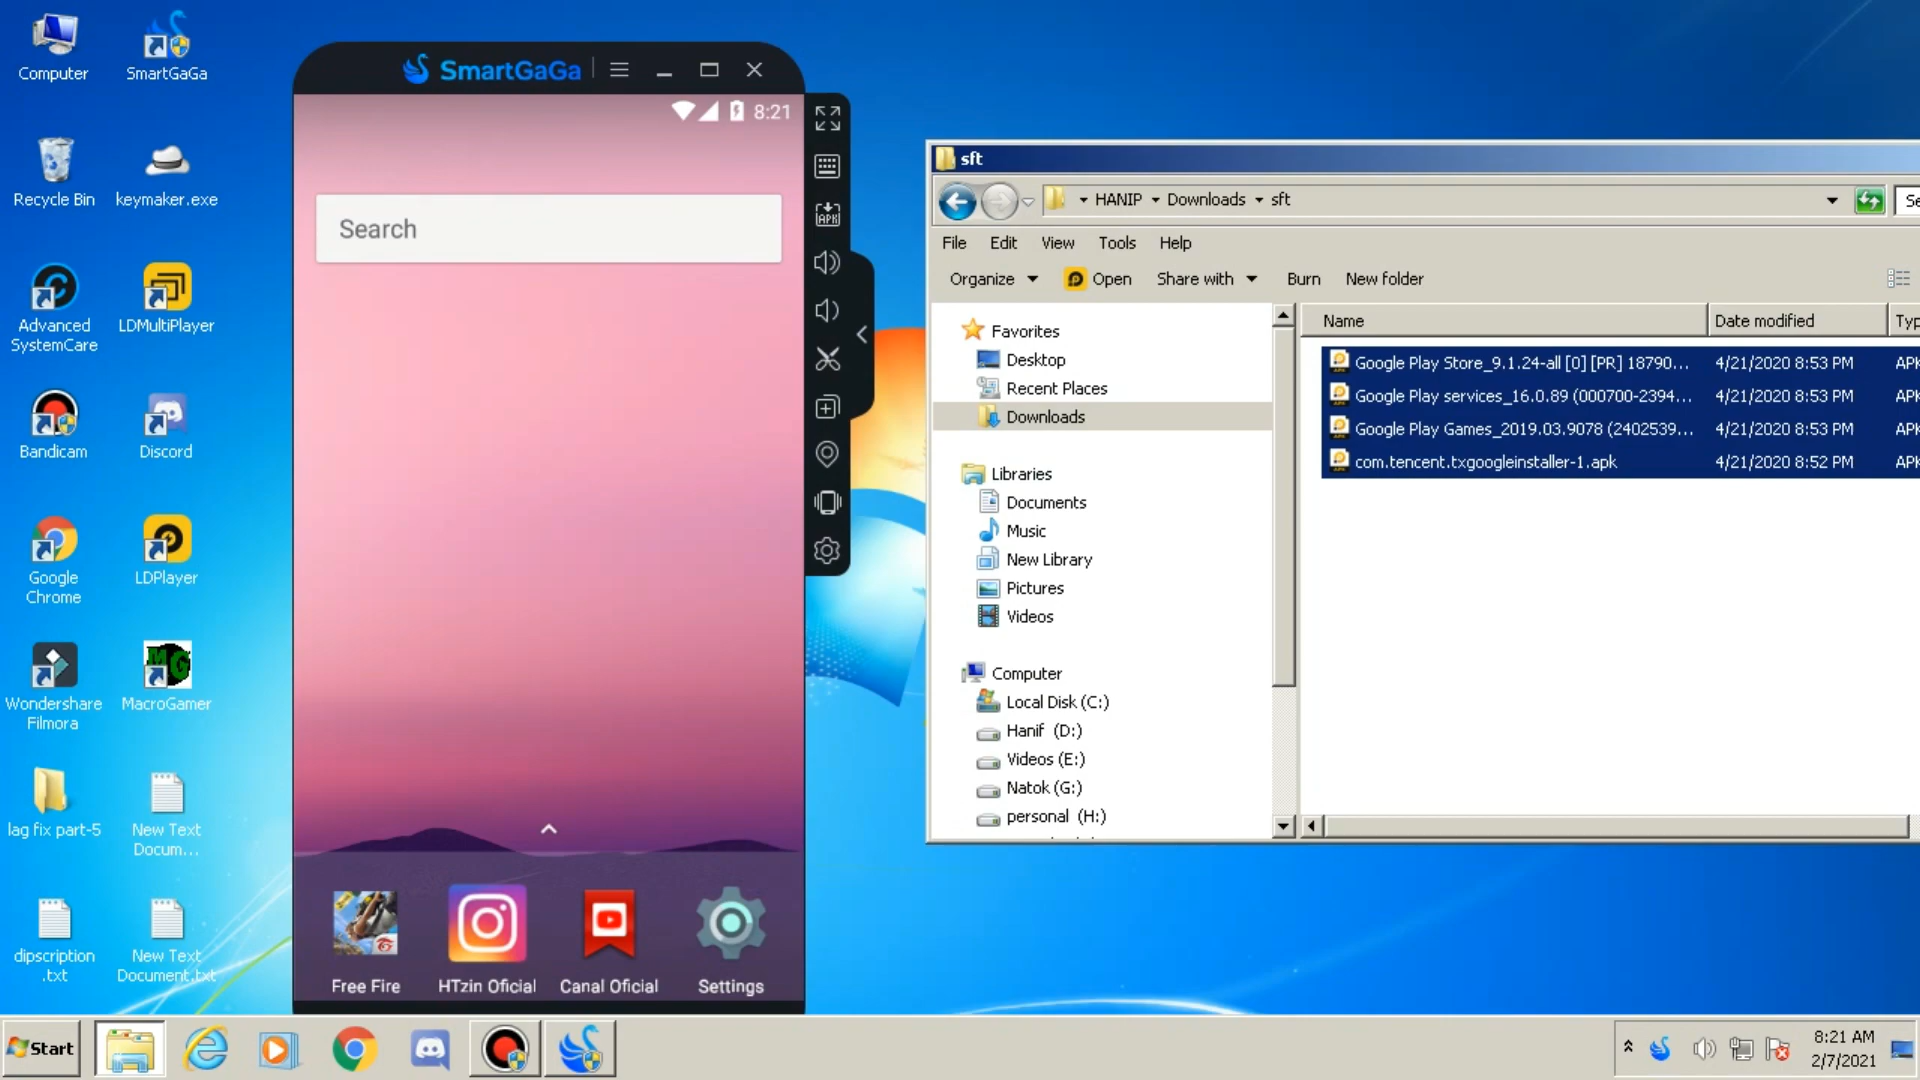 Computer
SmartGaGa
Recycle Bin
keymaker.exe
Advanced
SystemCare
LDMultiPlayer
Bandicam
Discord
Google
Chrome
LDPlayer
Wondershare
Filmora
MG
MacroGamer
lag fix part-5
New Text
Docum...
dipscription
.txt
New Text
Document.txt
SmartGaGa
8:21
Search
APK
Free Fire
HTzin Oficial
Canal Oficial
Settings
sft
HANIP
Downloads
sft
Se
File
Edit
View
Tools
Help
Organize
Open
Share with
Burn
New folder
Favorites
Desktop
Recent Places
Downloads
Libraries
Documents
Music
New Library
Pictures
Videos
Computer
Local Disk (C:)
Hanif (D:)
Videos (E:)
Natok (G:)
personal (H:)
Name
Date modified
Typ
Google Play Store_9.1.24-all [0] [PR] 18790...
4/21/2020 8:53 PM
APK
Google Play services_16.0.89 (000700-2394...
4/21/2020 8:53 PM
APK
Google Play Games_2019.03.9078 (2402539...
4/21/2020 8:53 PM
APK
com.tencent.txgoogleinstaller-1.apk
4/21/2020 8:52 PM
APK
Start
8:21 AM
2/7/2021